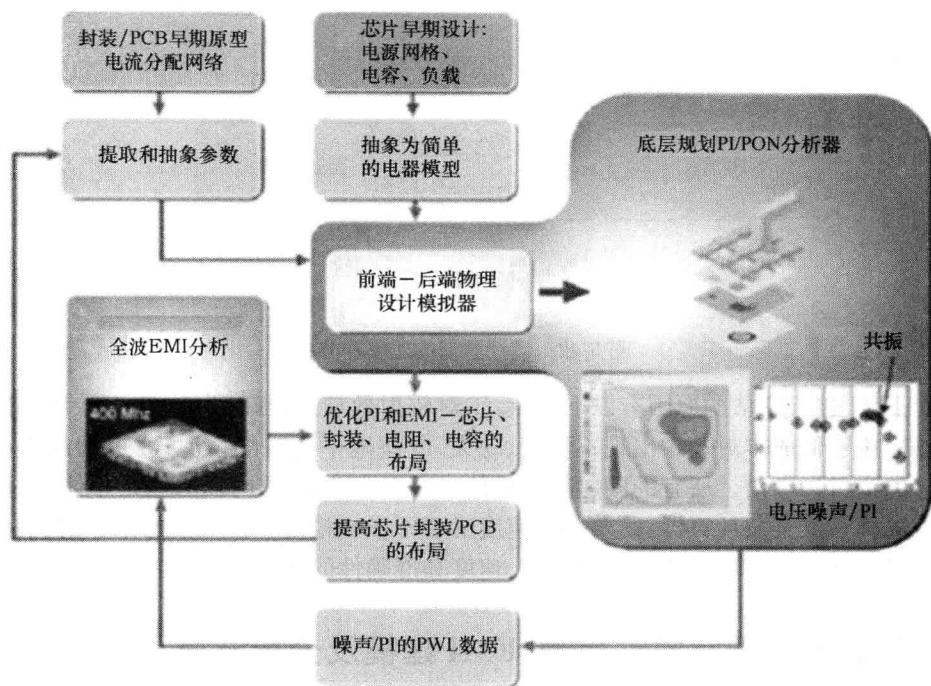 封装/PCB早期原型
电流分配网络
芯片早期设计:
电源网格、
电容、负载
提取和抽象参数
抽象为简单
的电器模型
底层规划PI/PON分析器
前端－后端物理
设计模拟器
全波EMI分析
400 Mhz
共振
优化PI和EMI－芯片、
封装、电阻、电容的
布局
电压噪声/PI
提高芯片封装/PCB
的布局
噪声/PI的PWL数据